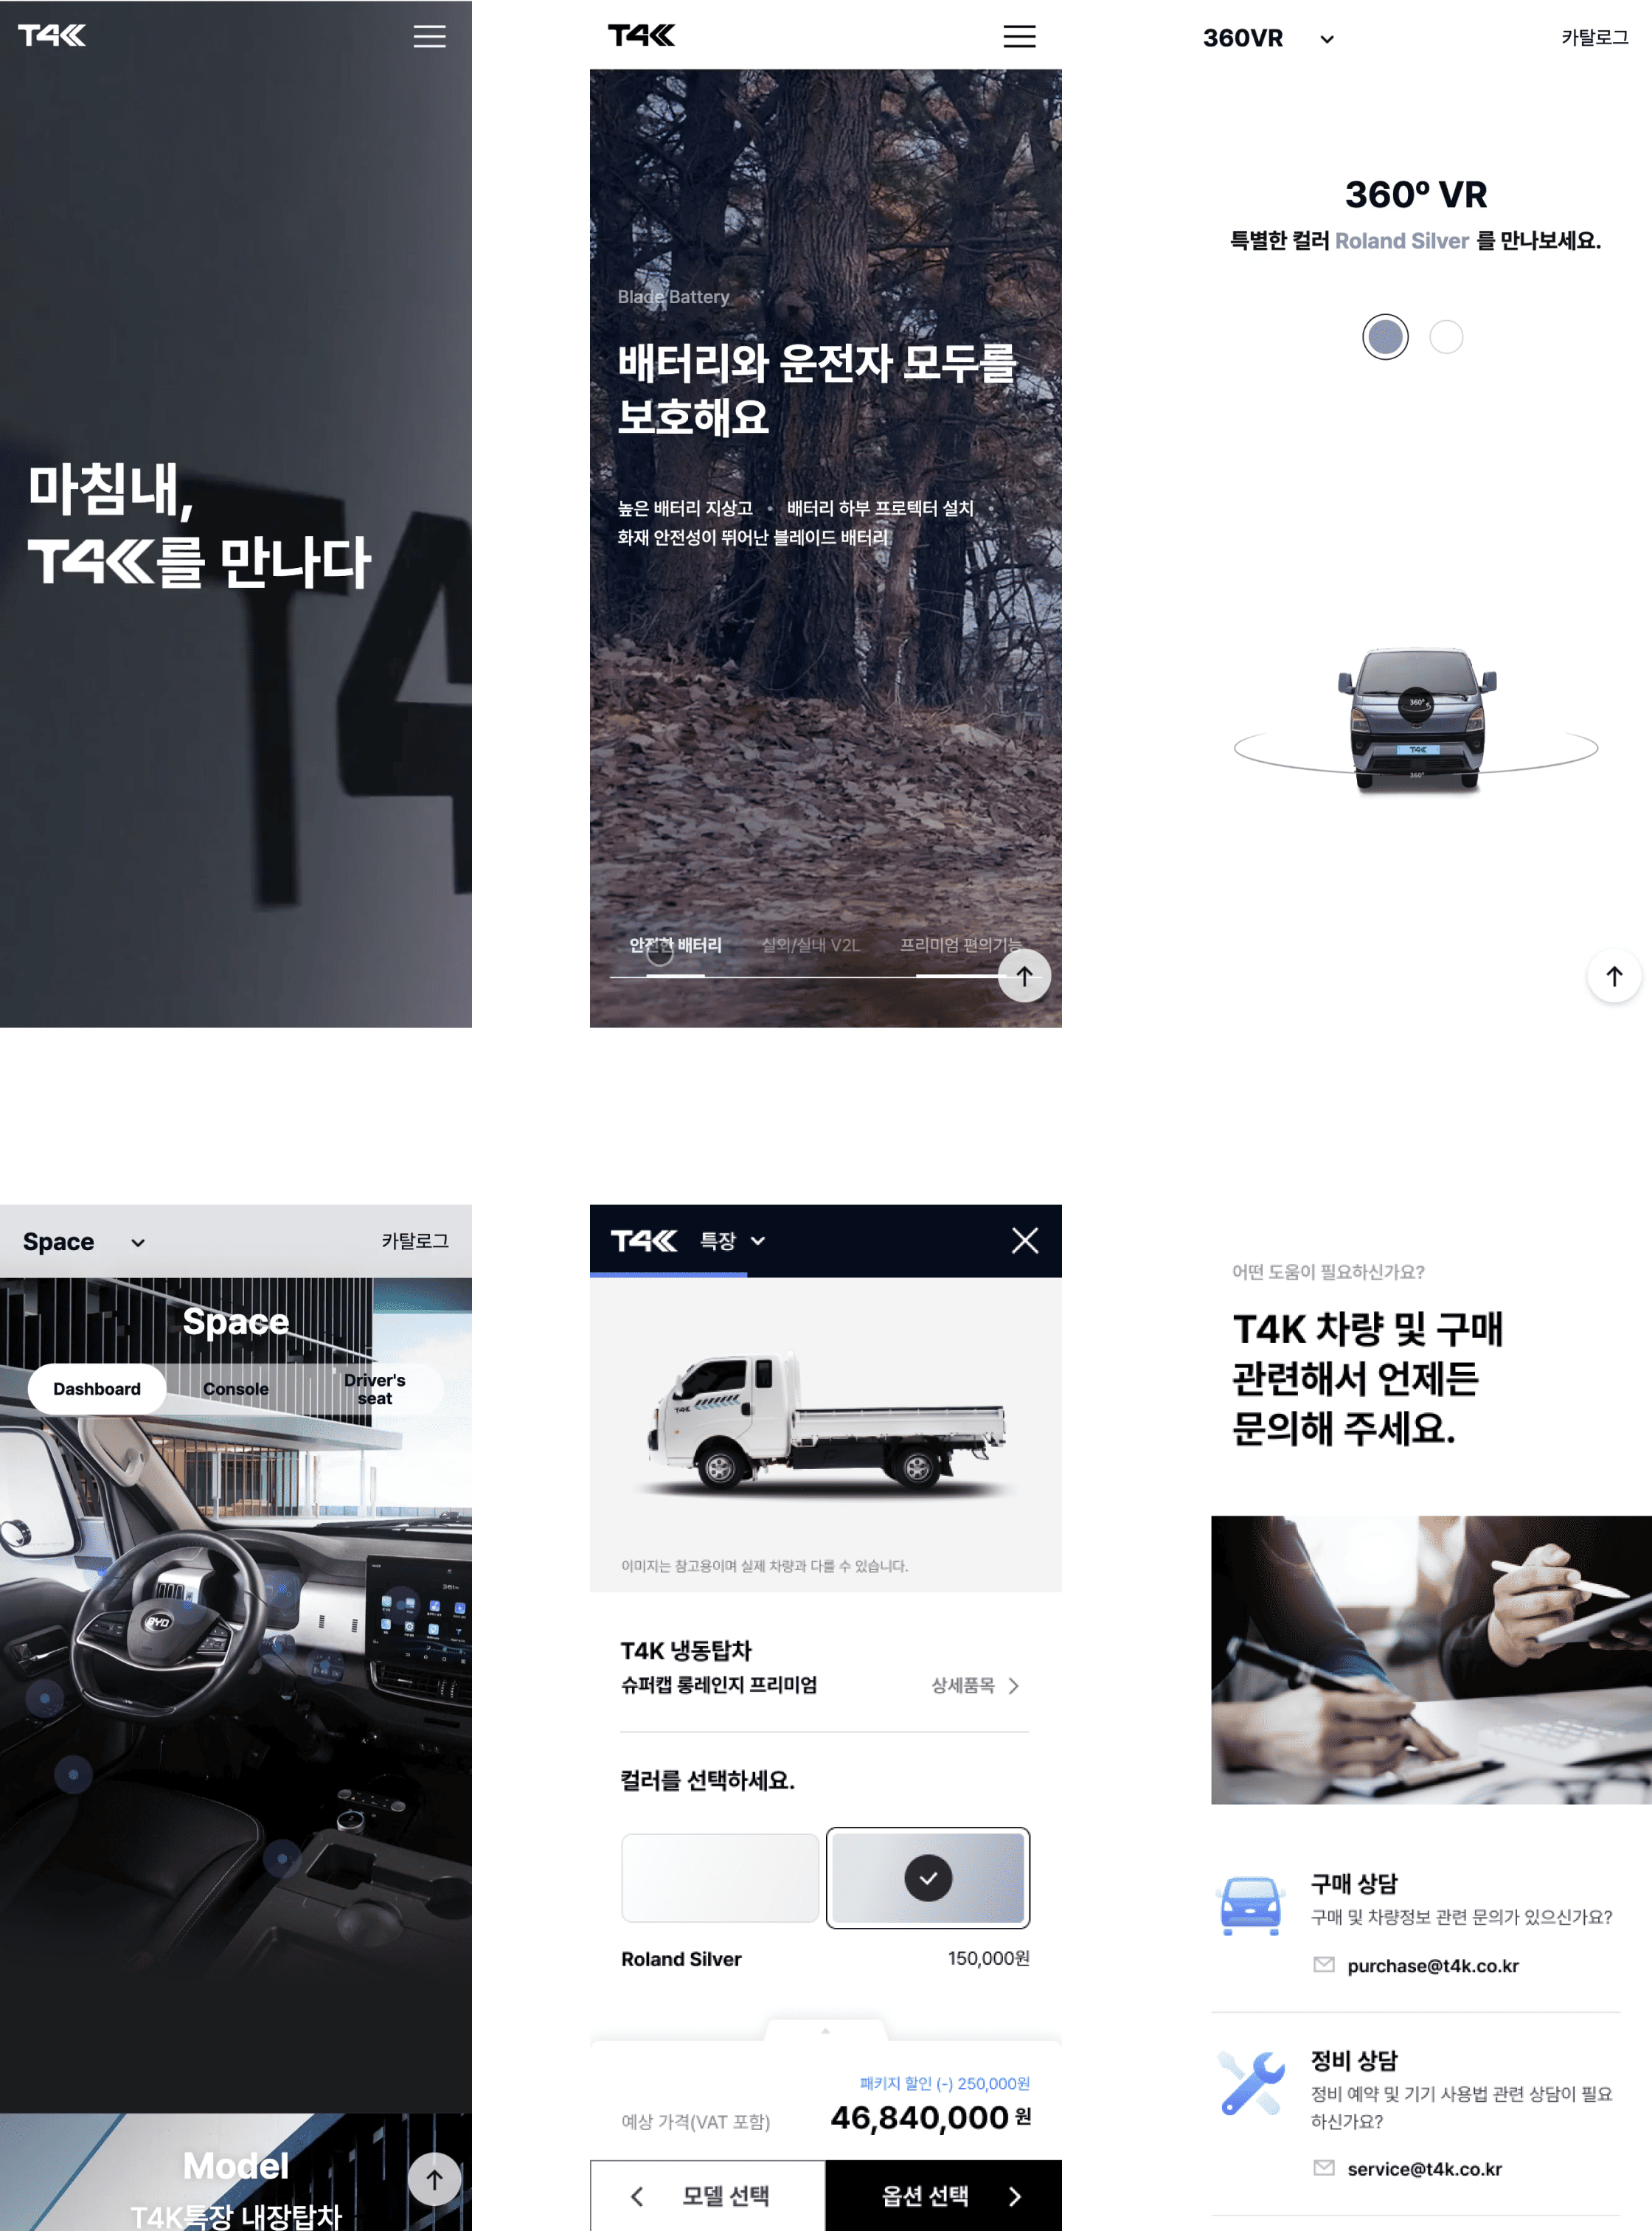 T4K
마침내,
T4K를 만나다
T4
T4K
Blade Battery
배터리와 운전자 모두를
보호해요
높은 배터리 지상고 • 배터리 하부 프로텍터 설치 •
화재 안전성이 뛰어난 블레이드 배터리
안전한 배터리 실외/실내 V2L 프리미엄 편의기능
360VR 카탈로그
360º VR
특별한 컬러 Roland Silver 를 만나보세요.
360°
T4K
360°
Space 카탈로그
Space
Dashboard Console Driver's
seat
BYD
Model
T4K특장 내장탑차
T4K 특장
T4K
이미지는 참고용이며 실제 차량과 다를 수 있습니다.
T4K 냉동탑차
슈퍼캡 롱레인지 프리미엄 상세품목
컬러를 선택하세요.
Roland Silver 150,000원
패키지 할인 (-) 250,000원
예상 가격(VAT 포함) 46,840,000 원
모델 선택 옵션 선택
어떤 도움이 필요하신가요?
T4K 차량 및 구매
관련해서 언제든
문의해 주세요.
구매 상담
구매 및 차량정보 관련 문의가 있으신가요?
purchase@t4k.co.kr
정비 상담
정비 예약 및 기기 사용법 관련 상담이 필요
하신가요?
service@t4k.co.kr